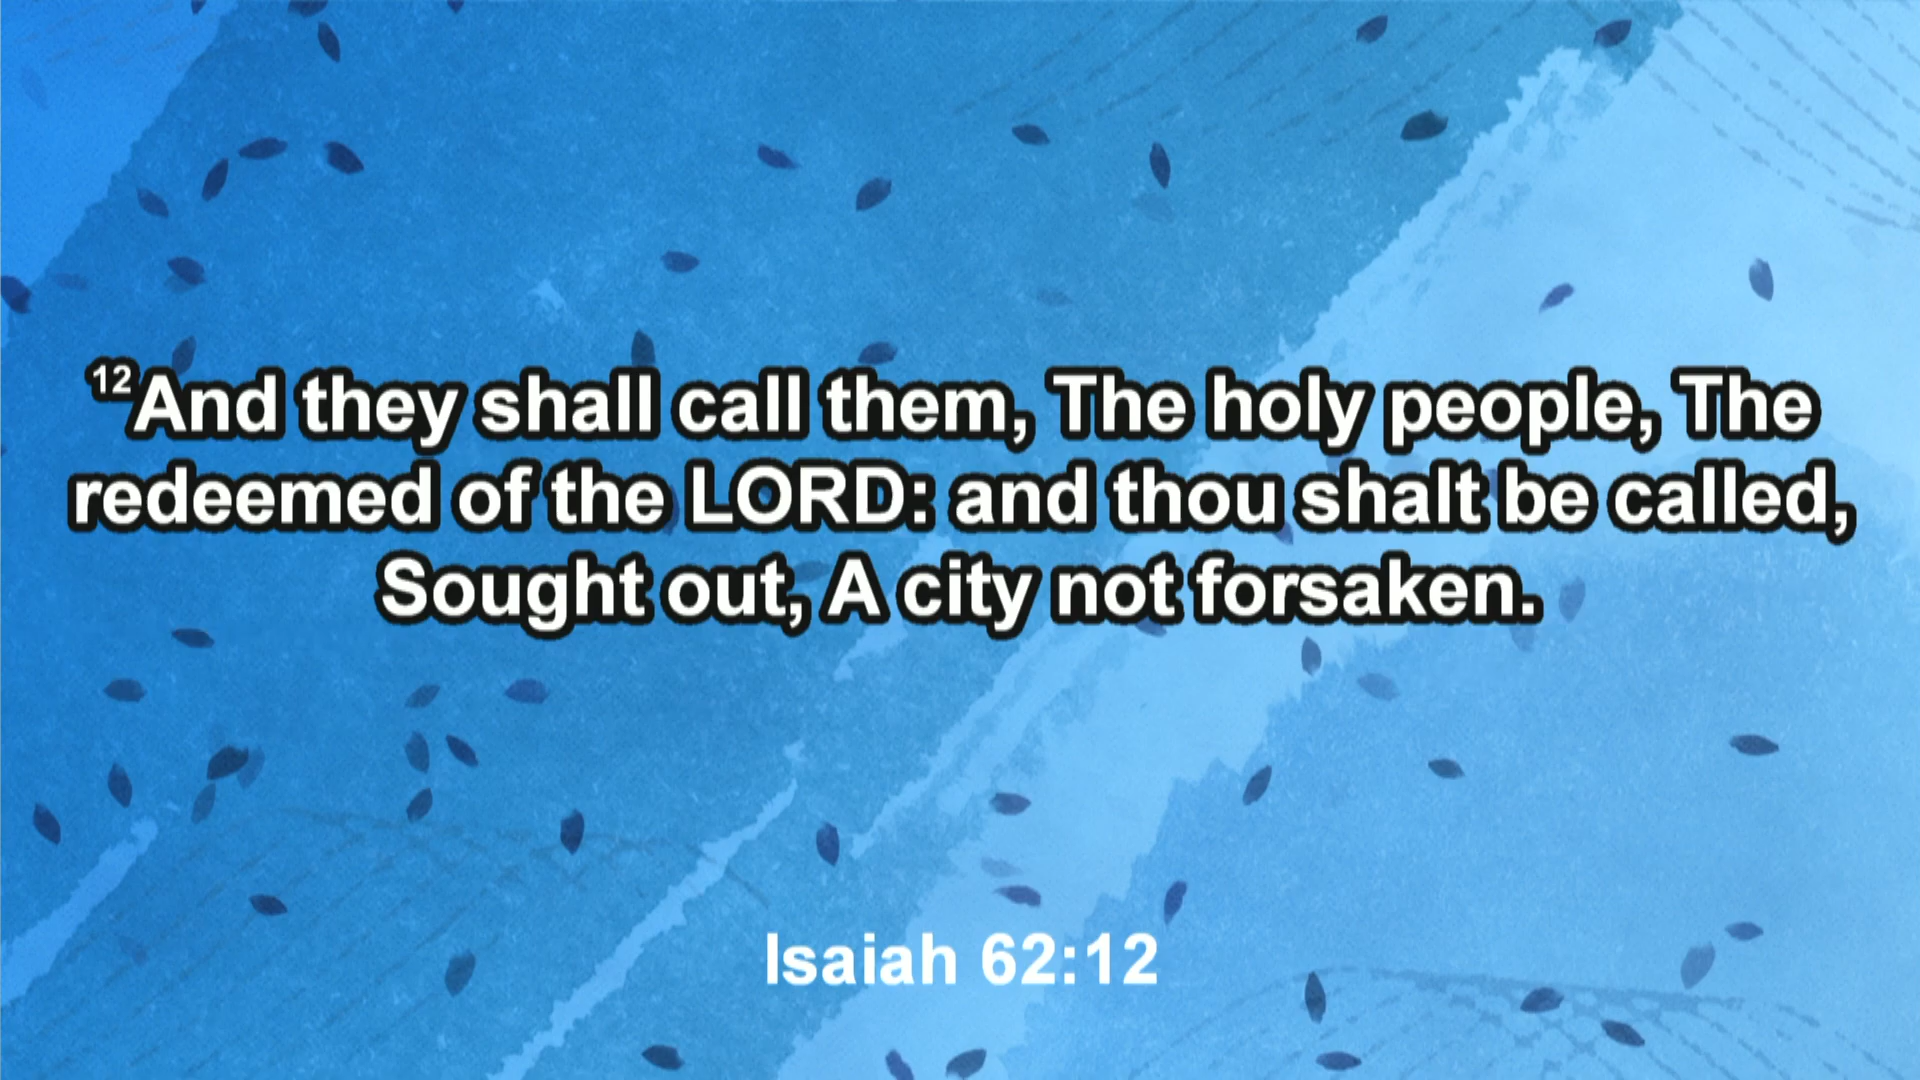 12And they shall call them, The holy people, The
redeemed of the LORD: and thou shalt be called,
Sought out, A city not forsaken.
Isaiah 62:12